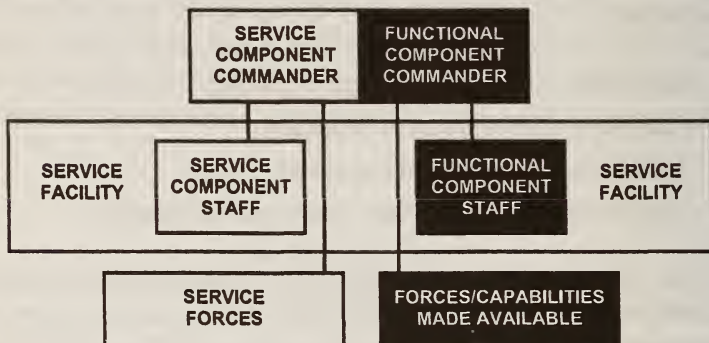 SERVICE
COMPONENT
COMMANDER
FUNCTIONAL
COMPONENT
COMMANDER
SERVICE
FACILITY
SERVICE
COMPONENT
STAFF
FUNCTIONAL
COMPONENT
STAFF
SERVICE
FACILITY
SERVICE
FORCES
FORCES/CAPABILITIES
MADE AVAILABLE